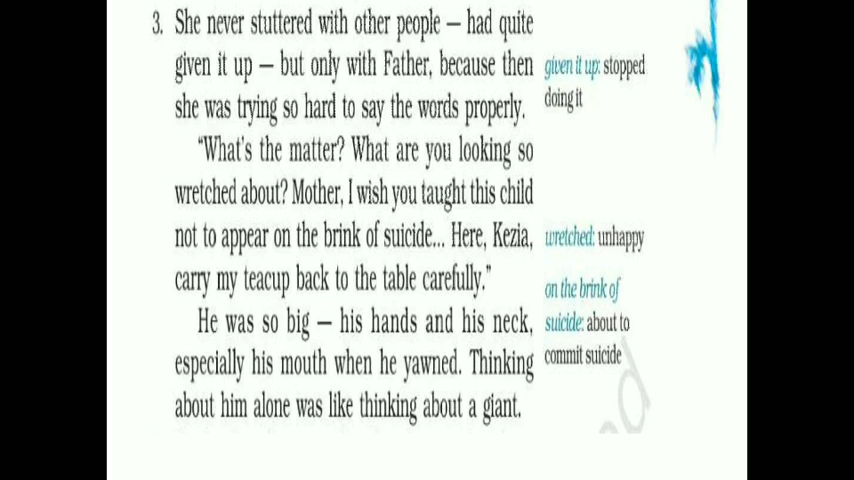 3. She never stuttered with other people — had quite
given it up — but only with Father, because then
she was trying so hard to say the words properly.
"What's the matter? What are you looking so
wretched about? Mother, I wish you taught this child
not to appear on the brink of suicide... Here, Kezia,
carry my teacup back to the table carefully."
He was so big — his hands and his neck,
especially his mouth when he yawned. Thinking
about him alone was like thinking about a giant.
given it up: stopped
doing it
wretched: unhappy
on the brink of
suicide: about to
commit suicide